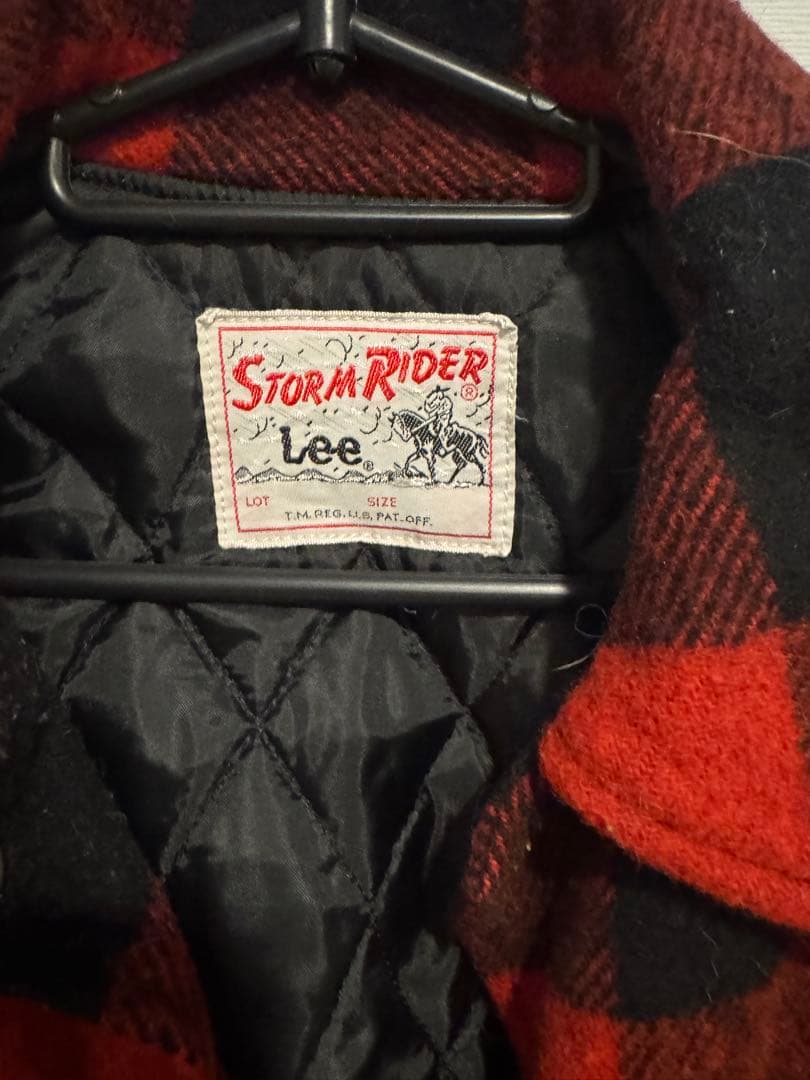 STORM RIDER ®
Lee ®
LOT SIZE
T.M. REG. U.S. PAT. OFF.